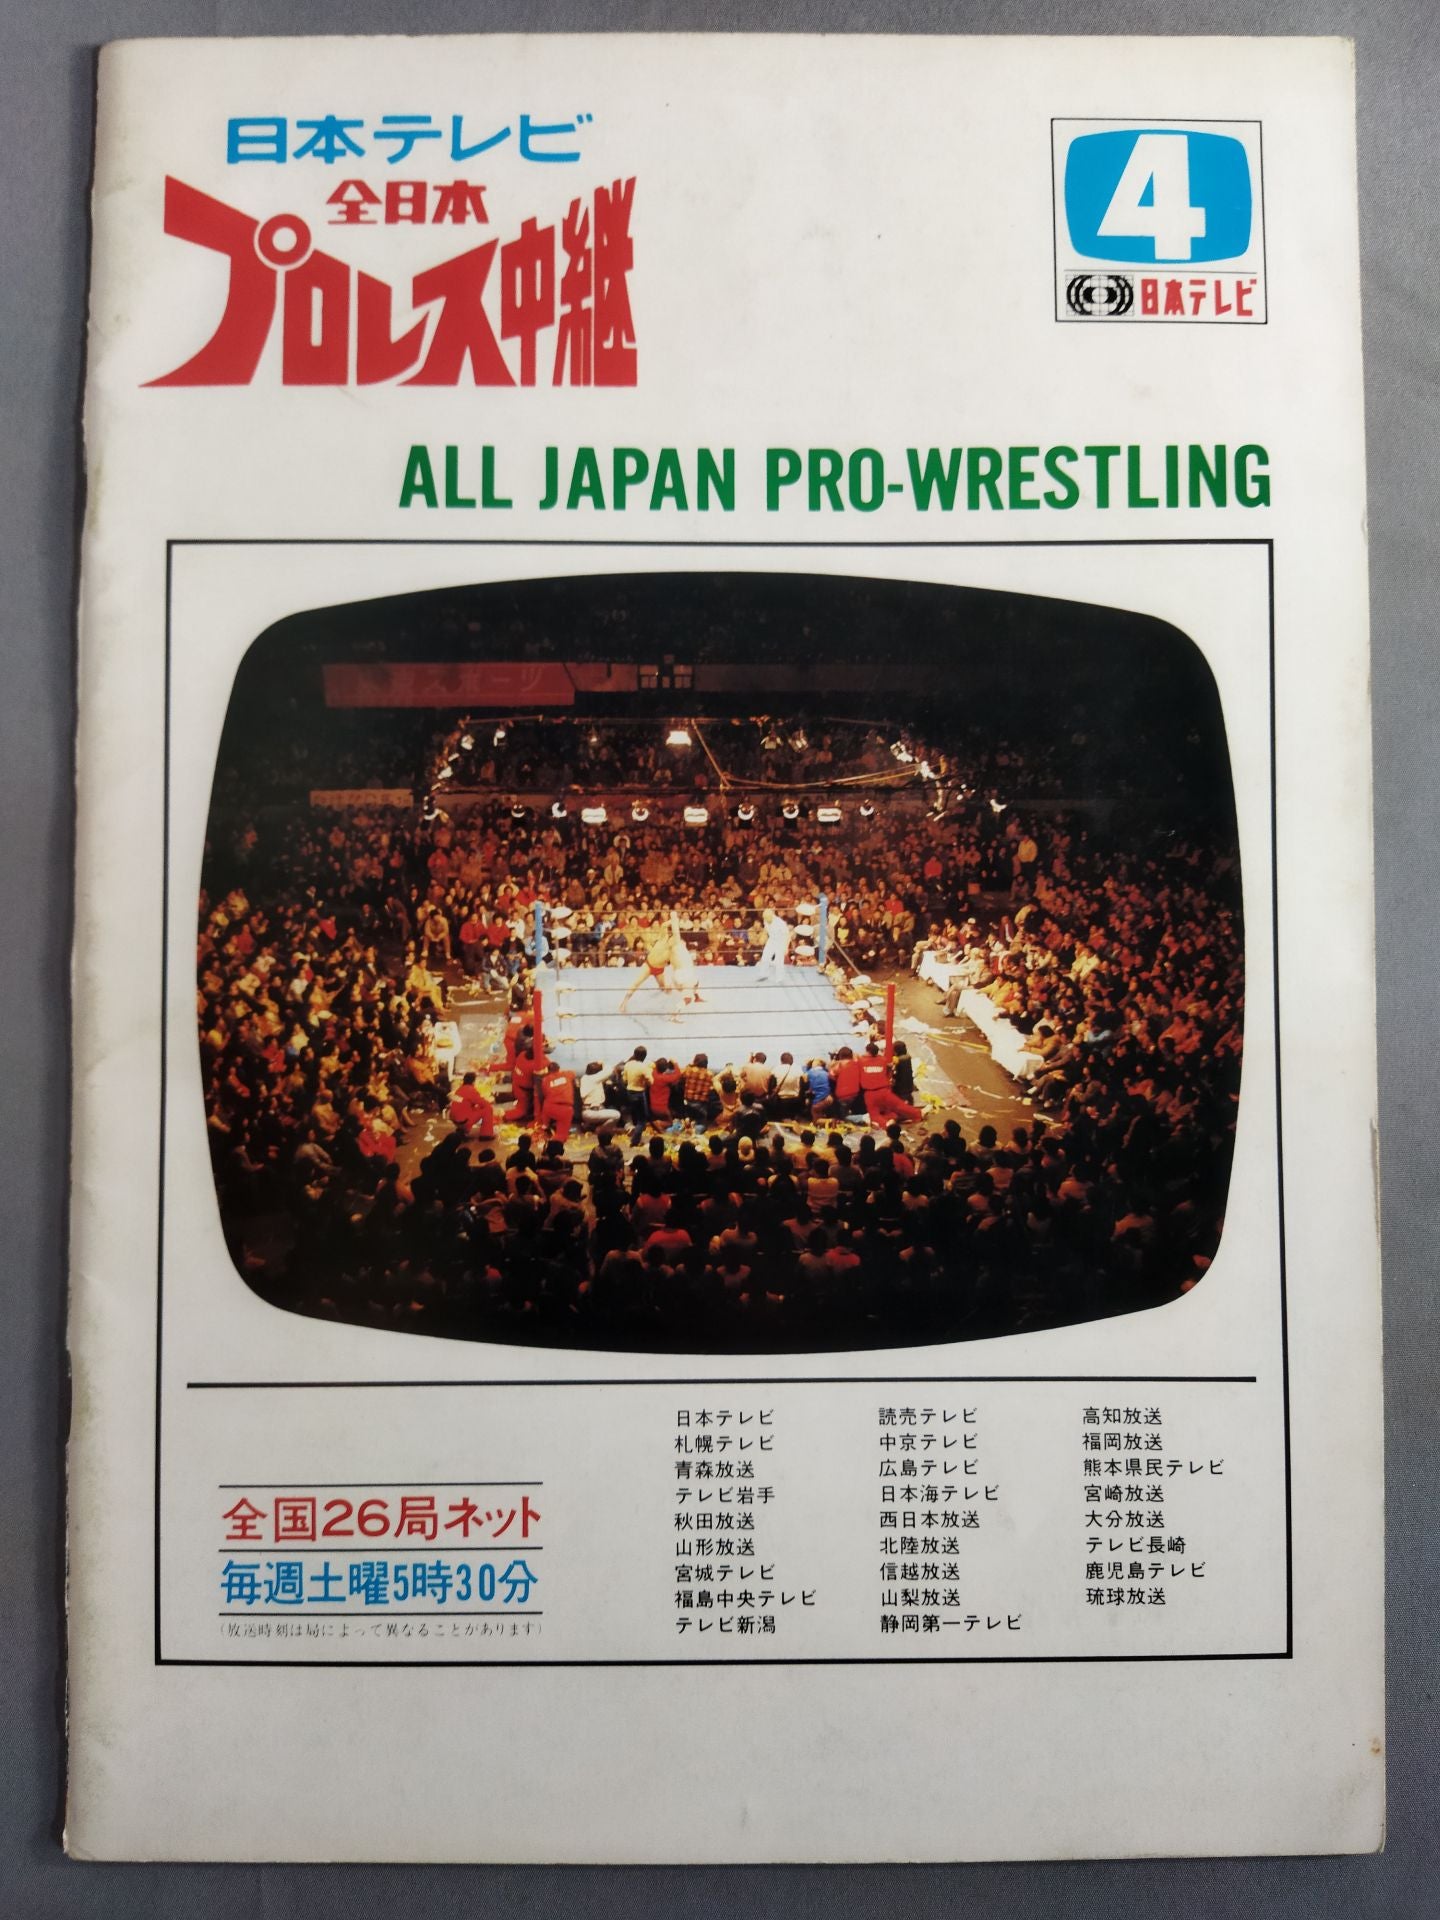 日本テレビ
全日本
プロレス中継
4
日本テレビ
ALL JAPAN PRO-WRESTLING
スポーツ
全国26局ネット
毎週土曜5時30分
(放送時刻は局によって異なることがあります)
日本テレビ
札幌テレビ
青森放送
テレビ岩手
秋田放送
山形放送
宮城テレビ
福島中央テレビ
テレビ新潟
読売テレビ
中京テレビ
広島テレビ
日本海テレビ
西日本放送
北陸放送
信越放送
山梨放送
静岡第一テレビ
高知放送
福岡放送
熊本県民テレビ
宮崎放送
大分放送
テレビ長崎
鹿児島テレビ
琉球放送